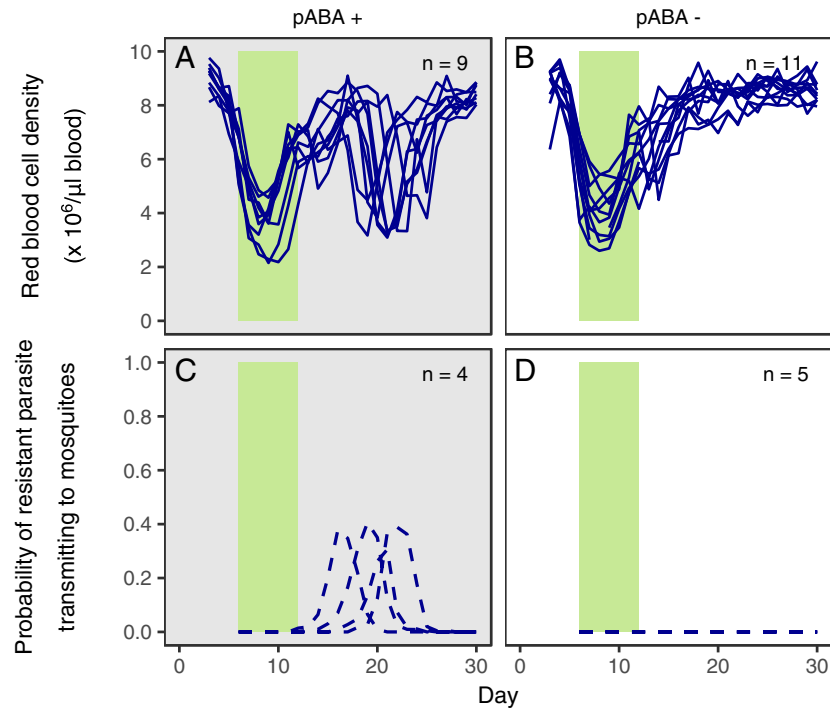 pABA +
pABA -
Red blood cell density
(x 10⁶/µl blood)
10
8
6
4
2
0
A
n = 9
B
n = 11
Probability of resistant parasite
transmitting to mosquitoes
1.0
0.8
0.6
0.4
0.2
0.0
C
n = 4
D
n = 5
0
10
20
30
0
10
20
30
Day